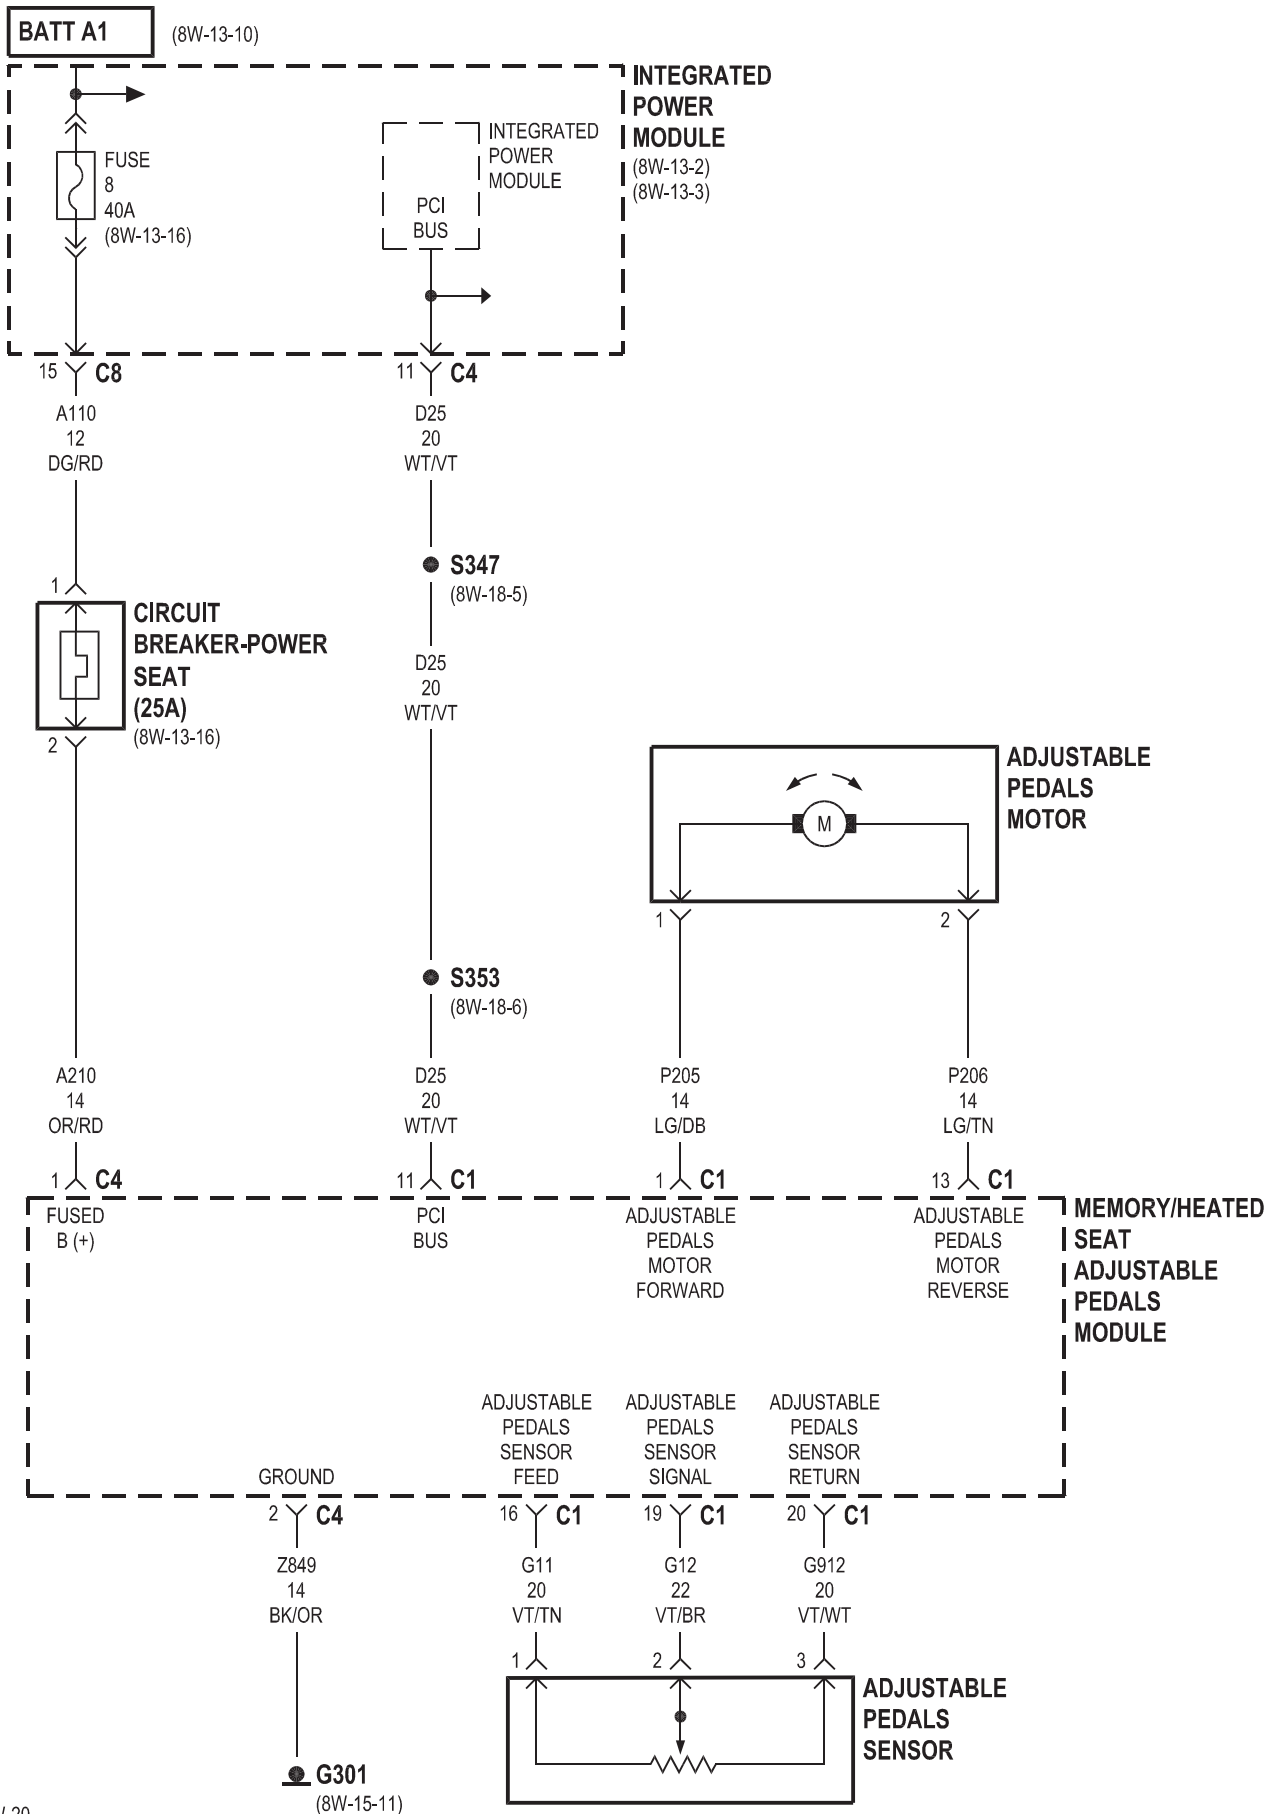 BATT A1
(8W-13-10)
INTEGRATED
POWER
MODULE
(8W-13-2)
(8W-13-3)
FUSE
8
40A
(8W-13-16)
INTEGRATED
POWER
MODULE
PCI
BUS
15 C8
11 C4
A110
12
DG/RD
D25
20
WT/VT
S347
(8W-18-5)
1
CIRCUIT
BREAKER-POWER
SEAT
(25A)
(8W-13-16)
2
D25
20
WT/VT
ADJUSTABLE
PEDALS
MOTOR
M
1
2
S353
(8W-18-6)
A210
14
OR/RD
D25
20
WT/VT
P205
14
LG/DB
P206
14
LG/TN
1 C4
11 C1
1 C1
13 C1
FUSED
B (+)
PCI
BUS
ADJUSTABLE
PEDALS
MOTOR
FORWARD
ADJUSTABLE
PEDALS
MOTOR
REVERSE
MEMORY/HEATED
SEAT
ADJUSTABLE
PEDALS
MODULE
GROUND
ADJUSTABLE
PEDALS
SENSOR
FEED
ADJUSTABLE
PEDALS
SENSOR
SIGNAL
ADJUSTABLE
PEDALS
SENSOR
RETURN
2 C4
16 C1
19 C1
20 C1
Z849
14
BK/OR
G11
20
VT/TN
G12
22
VT/BR
G912
20
VT/WT
1
2
3
ADJUSTABLE
PEDALS
SENSOR
G301
(8W-15-11)